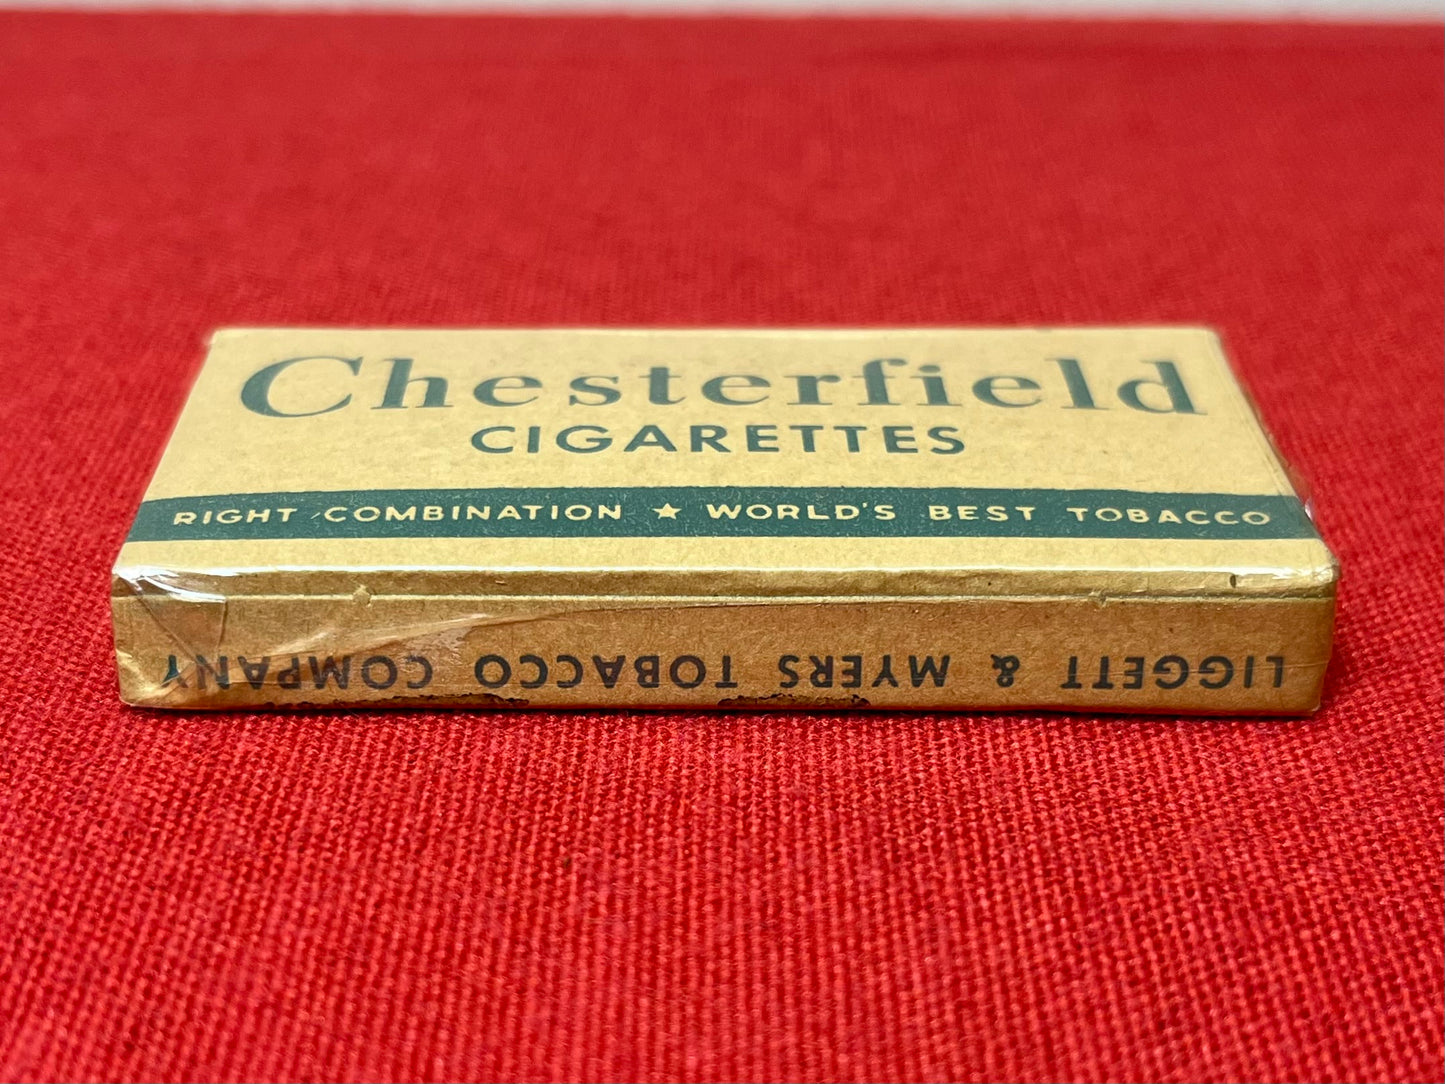 Chesterfield
CIGARETTES
RIGHT COMBINATION ★ WORLD'S BEST TOBACCO
LIGGETT & MYERS TOBACCO COMPANY